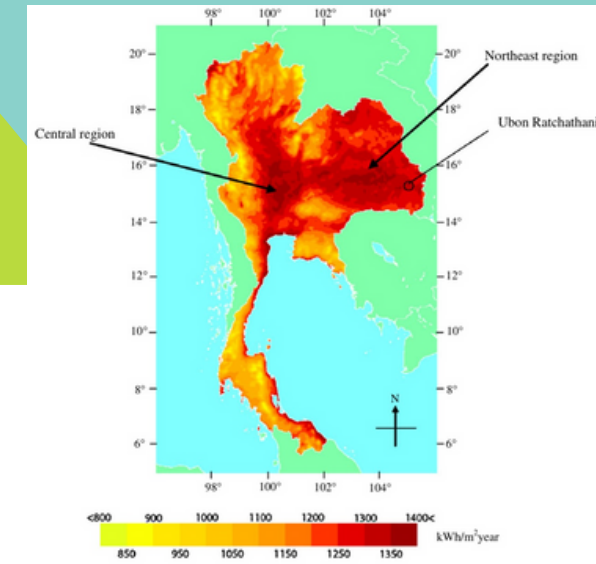 98° 100° 102° 104°
20° 20°
Northeast region
18° 18°
Ubon Ratchathani
Central region
16° 16°
14° 14°
12° 12°
10° 10°
8° 8°
N
6° 6°
98° 100° 102° 104°
<800 900 1000 1100 1200 1300 1400<
kWh/m²year
850 950 1050 1150 1250 1350